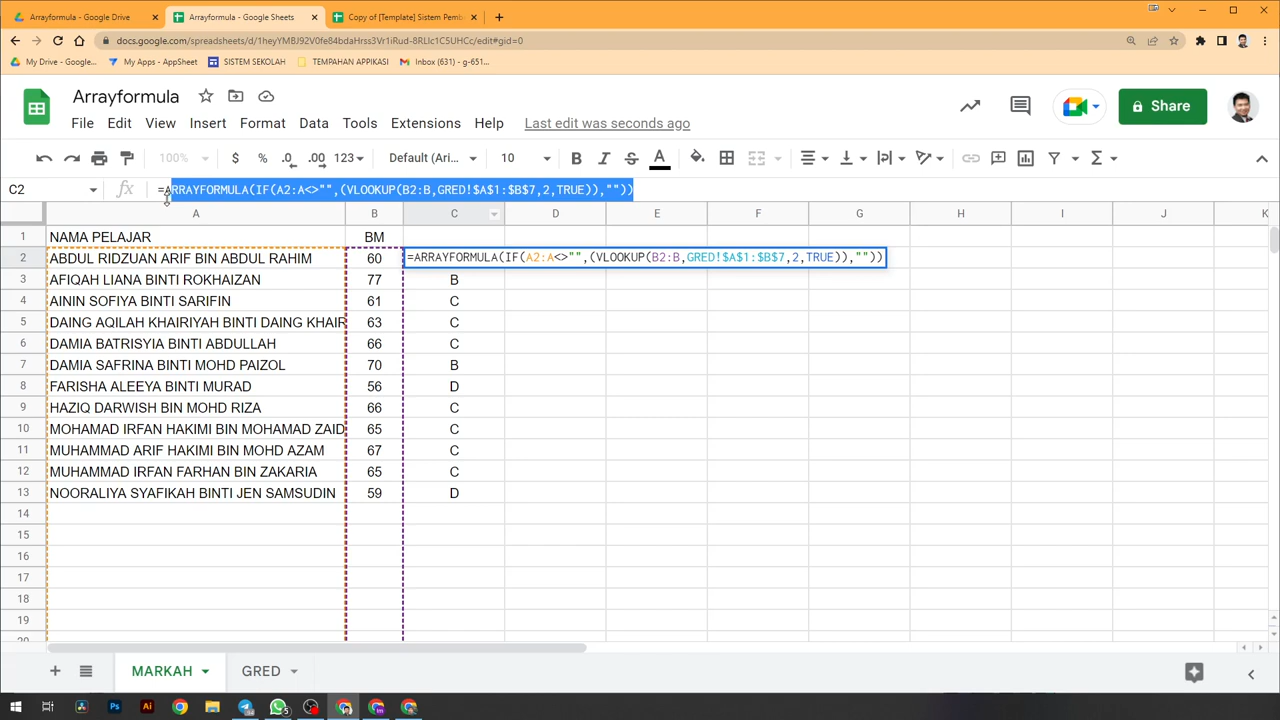 Arrayformula - Google Drive
Arrayformula - Google Sheets
Copy of [Template] Sistem Pemb
docs.google.com/spreadsheets/d/1heyYMBJ92V0fe84bdaHrss3Vr1iRud-8RLIc1C5UHCc/edit#gid=0
My Drive - Google...
My Apps - AppSheet
SISTEM SEKOLAH
TEMPAHAN APPIKASI
Inbox (631) - g-651...
Arrayformula
Share
File Edit View Insert Format Data Tools Extensions Help Last edit was seconds ago
100% $ % .0 .00 123 Default (Ari... 10 B I S A
C2 fx =ARRAYFORMULA(IF(A2:A<>"",(VLOOKUP(B2:B,GRED!$A$1:$B$7,2,TRUE)),""))
A B C D E F G H I J K
1 NAMA PELAJAR BM
2 ABDUL RIDZUAN ARIF BIN ABDUL RAHIM 60 =ARRAYFORMULA(IF(A2:A<>"",(VLOOKUP(B2:B,GRED!$A$1:$B$7,2,TRUE)),""))
3 AFIQAH LIANA BINTI ROKHAIZAN 77 B
4 AININ SOFIYA BINTI SARIFIN 61 C
5 DAING AQILAH KHAIRIYAH BINTI DAING KHAIR 63 C
6 DAMIA BATRISYIA BINTI ABDULLAH 66 C
7 DAMIA SAFRINA BINTI MOHD PAIZOL 70 B
8 FARISHA ALEEYA BINTI MURAD 56 D
9 HAZIQ DARWISH BIN MOHD RIZA 66 C
10 MOHAMAD IRFAN HAKIMI BIN MOHAMAD ZAID 65 C
11 MUHAMMAD ARIF HAKIMI BIN MOHD AZAM 67 C
12 MUHAMMAD IRFAN FARHAN BIN ZAKARIA 65 C
13 NOORALIYA SYAFIKAH BINTI JEN SAMSUDIN 59 D
14
15
16
17
18
19
20
MARKAH GRED